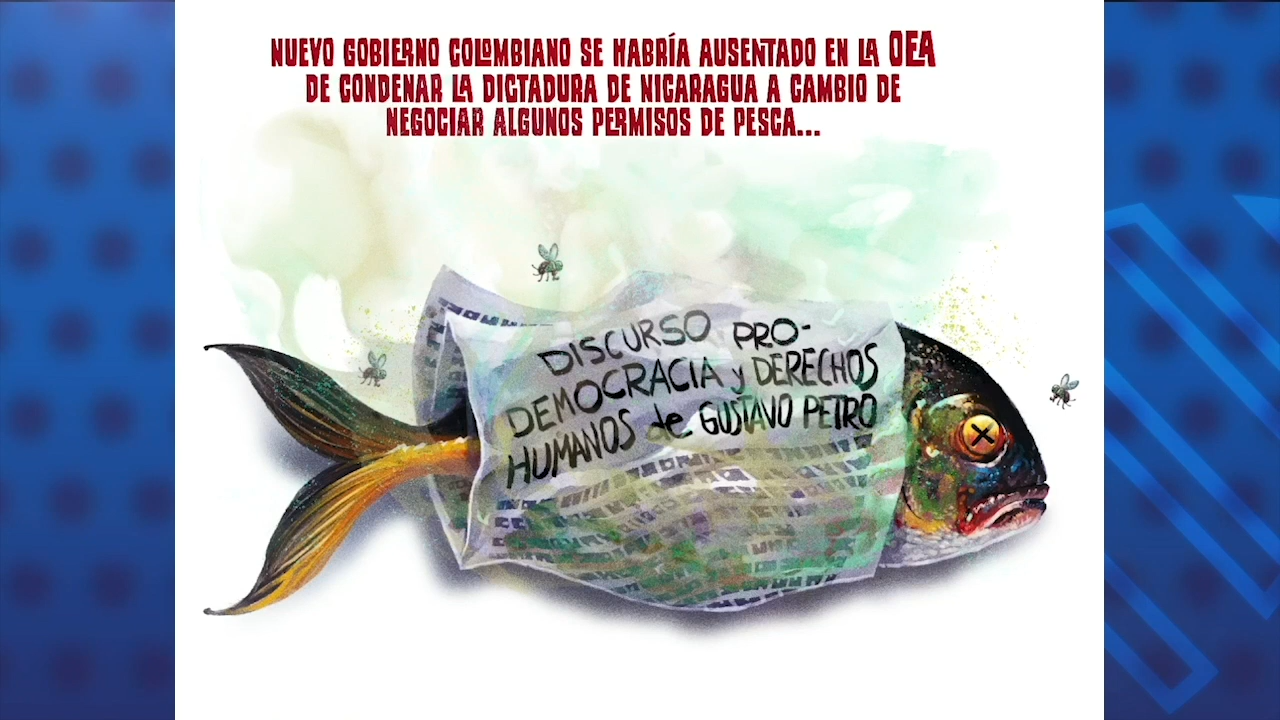 NUEVO GOBIERNO COLOMBIANO SE HABRÍA AUSENTADO EN LA OEA
DE CONDENAR LA DICTADURA DE NICARAGUA A CAMBIO DE
NEGOCIAR ALGUNOS PERMISOS DE PESCA...
DISCURSO PRO-
DEMOCRACIA y DERECHOS
HUMANOS de GUSTAVO PETRO